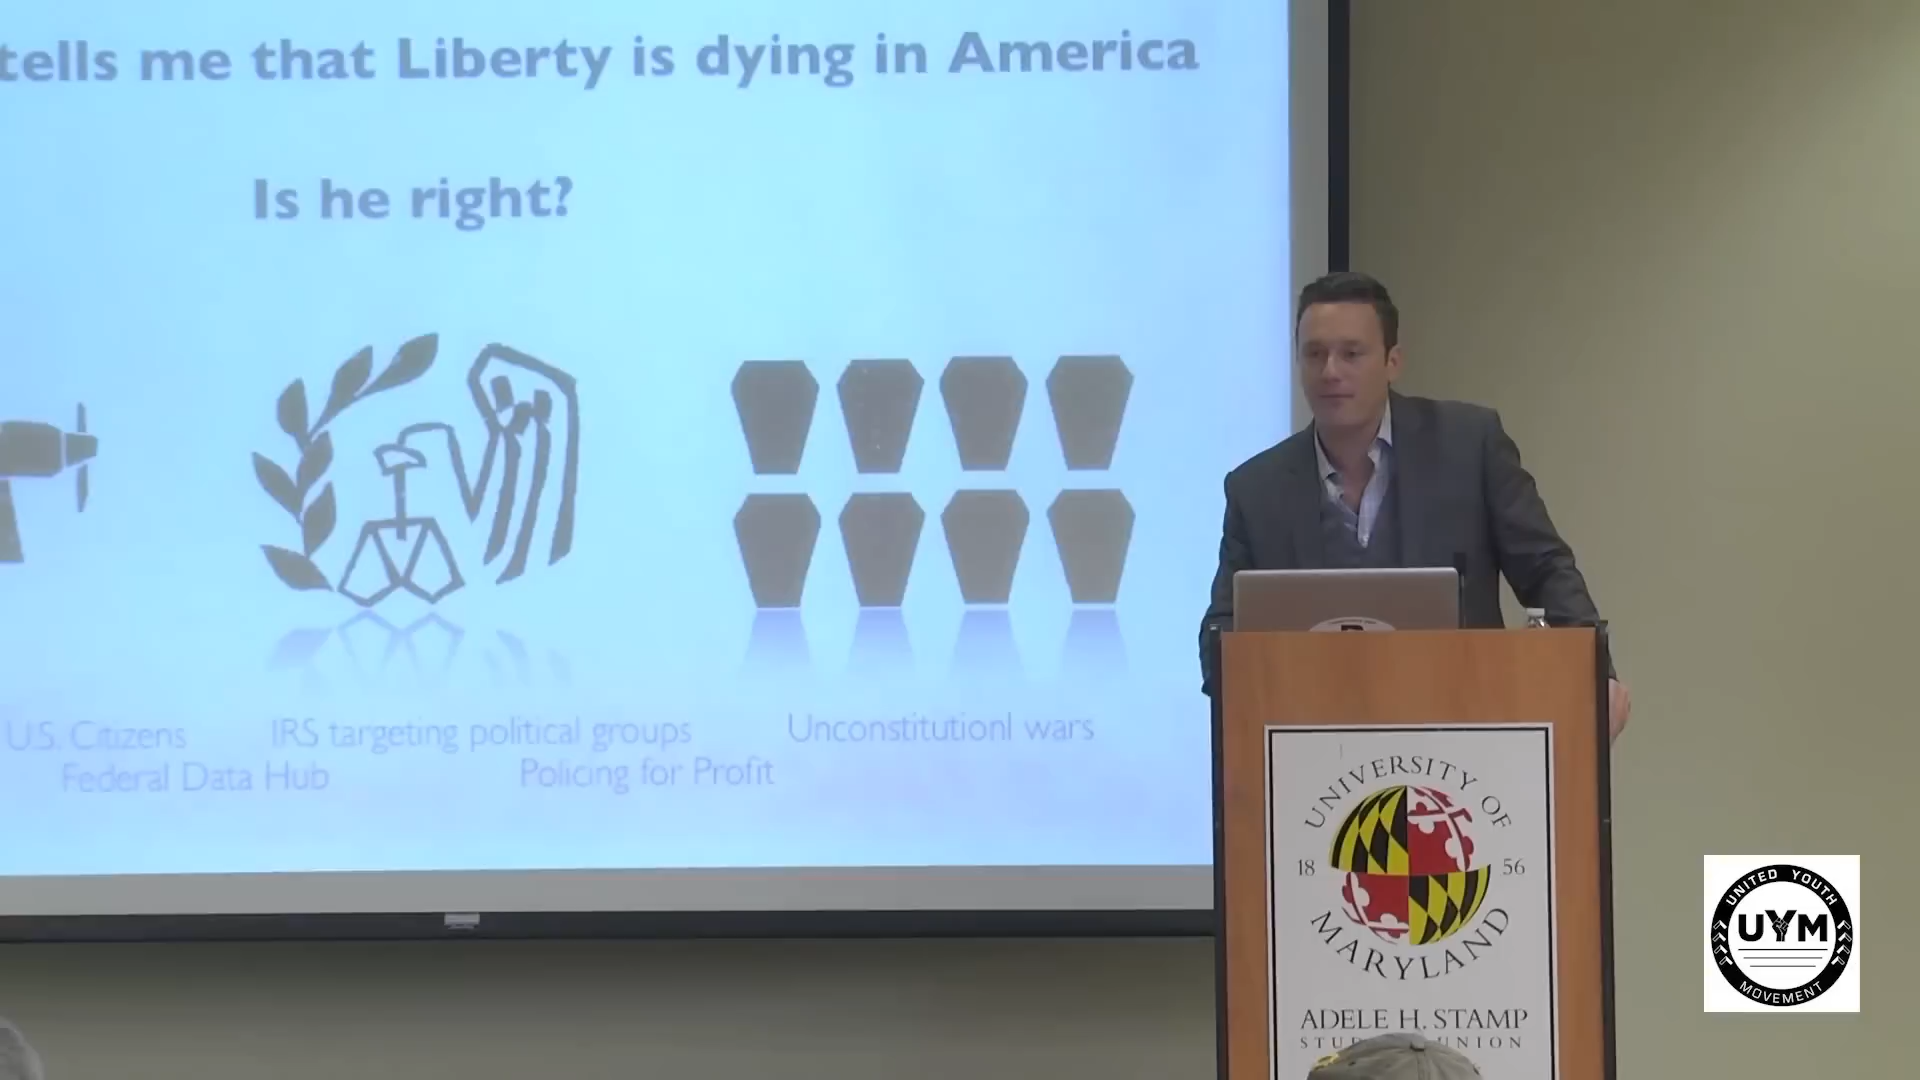 tells me that Liberty is dying in America
Is he right?
U.S. Citizens
IRS targeting political groups
Unconstitutionl wars
Federal Data Hub
Policing for Profit
UNIVERSITY OF
18 56
MARYLAND
ADELE H. STAMP
UNITED YOUTH
UYM
MOVEMENT